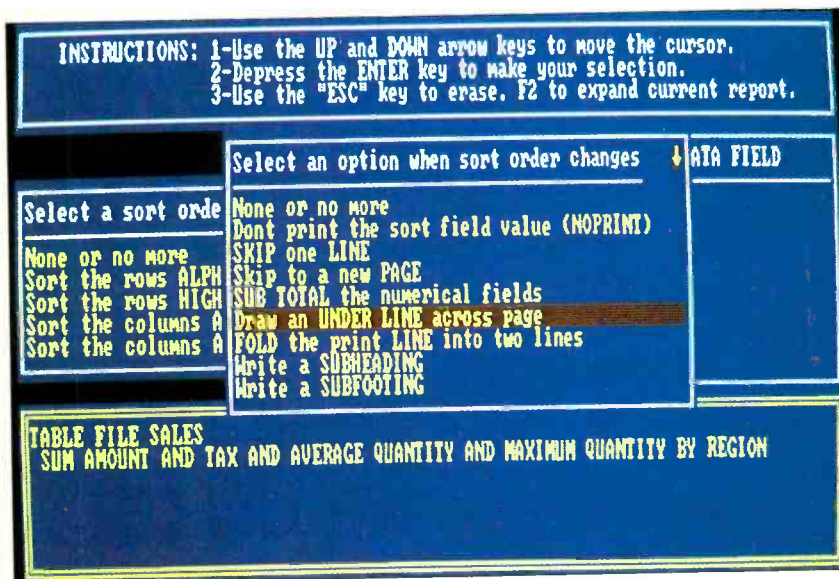 INSTRUCTIONS: 1-Use the UP and DOWN arrow keys to move the cursor.
2-Depress the ENTER key to make your selection.
3-Use the "ESC" key to erase. F2 to expand current report.
Select an option when sort order changes ↓
ATA FIELD
Select a sort orde
None or no more
Sort the rows ALPH
Sort the rows HIGH
Sort the columns A
Sort the columns A
None or no more
Dont print the sort field value (NOPRINT)
SKIP one LINE
Skip to a new PAGE
SUB TOTAL the numerical fields
Draw an UNDER LINE across page
FOLD the print LINE into two lines
Write a SUBHEADING
Write a SUBFOOTING
TABLE FILE SALES
SUM AMOUNT AND TAX AND AVERAGE QUANTITY AND MAXIMUM QUANTITY BY REGION